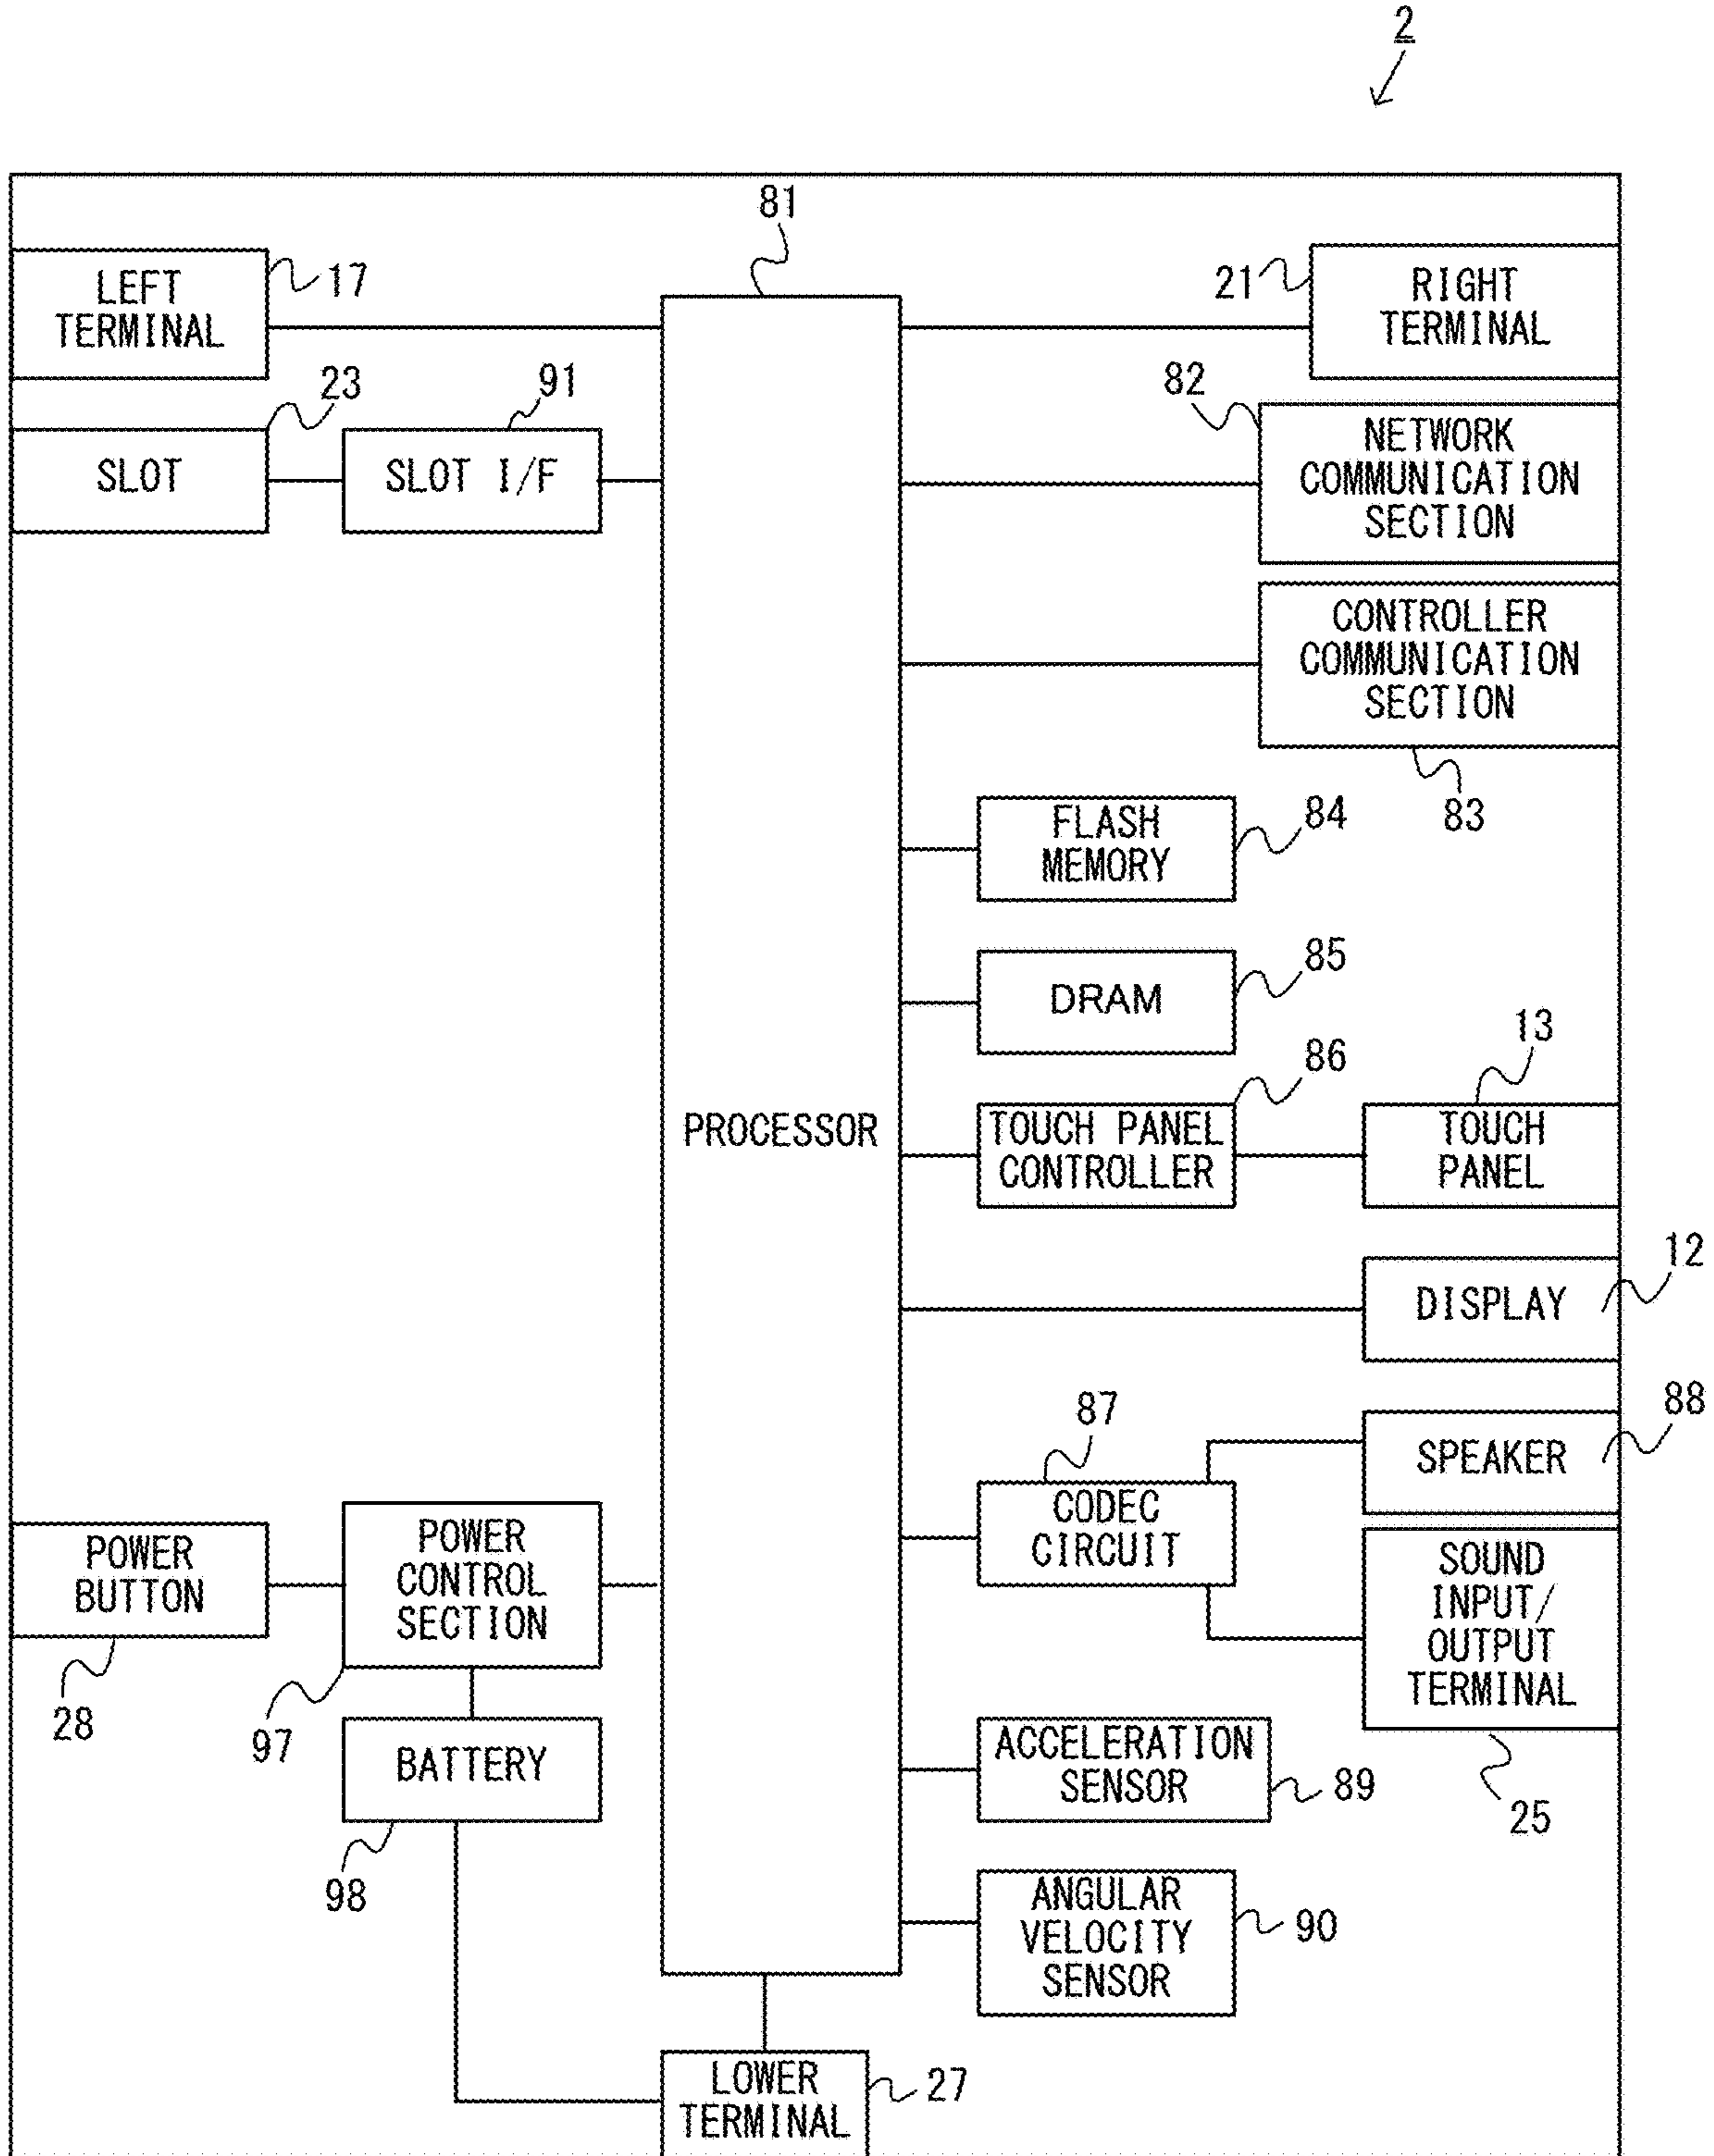 2
81
LEFT
TERMINAL
17
21
RIGHT
TERMINAL
23
91
82
SLOT
SLOT I/F
NETWORK
COMMUNICATION
SECTION
CONTROLLER
COMMUNICATION
SECTION
83
FLASH
MEMORY
84
DRAM
85
86
13
PROCESSOR
TOUCH PANEL
CONTROLLER
TOUCH
PANEL
12
DISPLAY
87
88
SPEAKER
CODEC
CIRCUIT
POWER
BUTTON
28
POWER
CONTROL
SECTION
97
SOUND
INPUT/
OUTPUT
TERMINAL
25
BATTERY
98
ACCELERATION
SENSOR
89
ANGULAR
VELOCITY
SENSOR
90
LOWER
TERMINAL
27